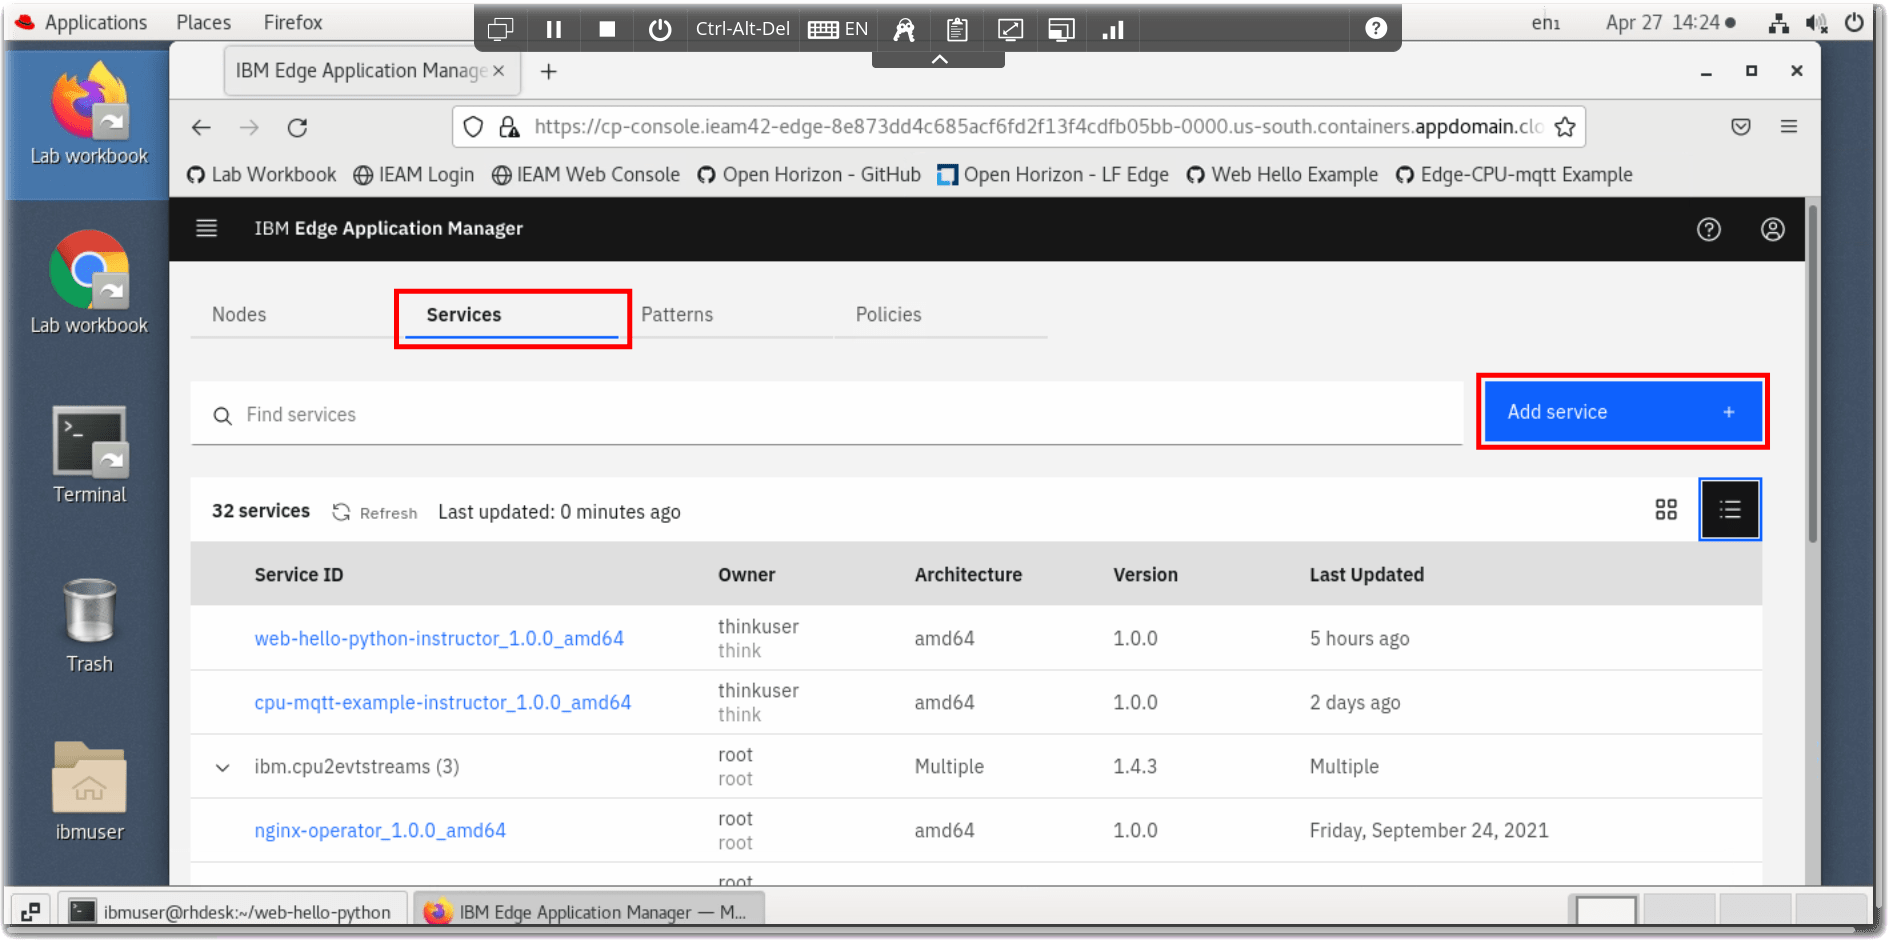 Applications Places Firefox
Ctrl-Alt-Del EN
en₁ Apr 27 14:24
IBM Edge Application Manage
https://cp-console.ieam42-edge-8e873dd4c685acf6fd2f13f4cdfb05bb-0000.us-south.containers.appdomain.clo
Lab Workbook IEAM Login IEAM Web Console Open Horizon - GitHub Open Horizon - LF Edge Web Hello Example Edge-CPU-mqtt Example
Lab workbook
Lab workbook
Terminal
Trash
ibmuser
IBM Edge Application Manager
Nodes Services Patterns Policies
Find services
Add service +
32 services Refresh Last updated: 0 minutes ago
Service ID Owner Architecture Version Last Updated
web-hello-python-instructor_1.0.0_amd64 thinkuser think amd64 1.0.0 5 hours ago
cpu-mqtt-example-instructor_1.0.0_amd64 thinkuser think amd64 1.0.0 2 days ago
ibm.cpu2evtstreams (3) root root Multiple 1.4.3 Multiple
nginx-operator_1.0.0_amd64 root root amd64 1.0.0 Friday, September 24, 2021
root
ibmuser@rhdesk:~/web-hello-python IBM Edge Application Manager — M...